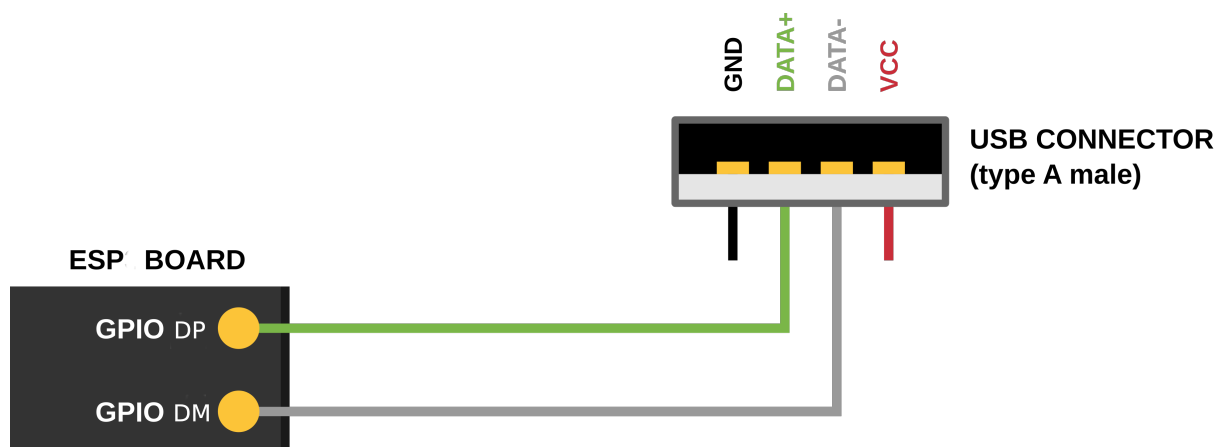 GND
DATA+
DATA-
VCC
USB CONNECTOR
(type A male)
ESP BOARD
GPIO DP
GPIO DM